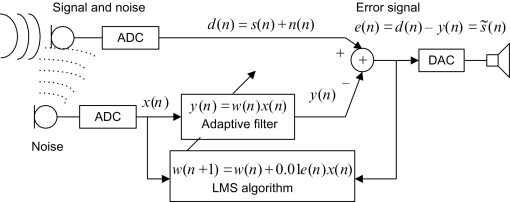 Signal and noise
Error signal
d(n) = s(n) + n(n)
e(n) = d(n) − y(n) = s̃(n)
ADC
+
+
−
DAC
x(n)
y(n) = w(n)x(n)
Adaptive filter
y(n)
ADC
Noise
w(n+1) = w(n) + 0.01e(n)x(n)
LMS algorithm